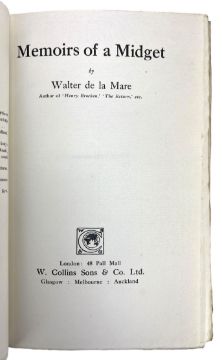 Memoirs of a Midget
by
Walter de la Mare
Author of 'Henry Brocken,' 'The Return,' etc.
London: 48 Pall Mall
W. Collins Sons & Co. Ltd.
Glasgow : Melbourne : Auckland